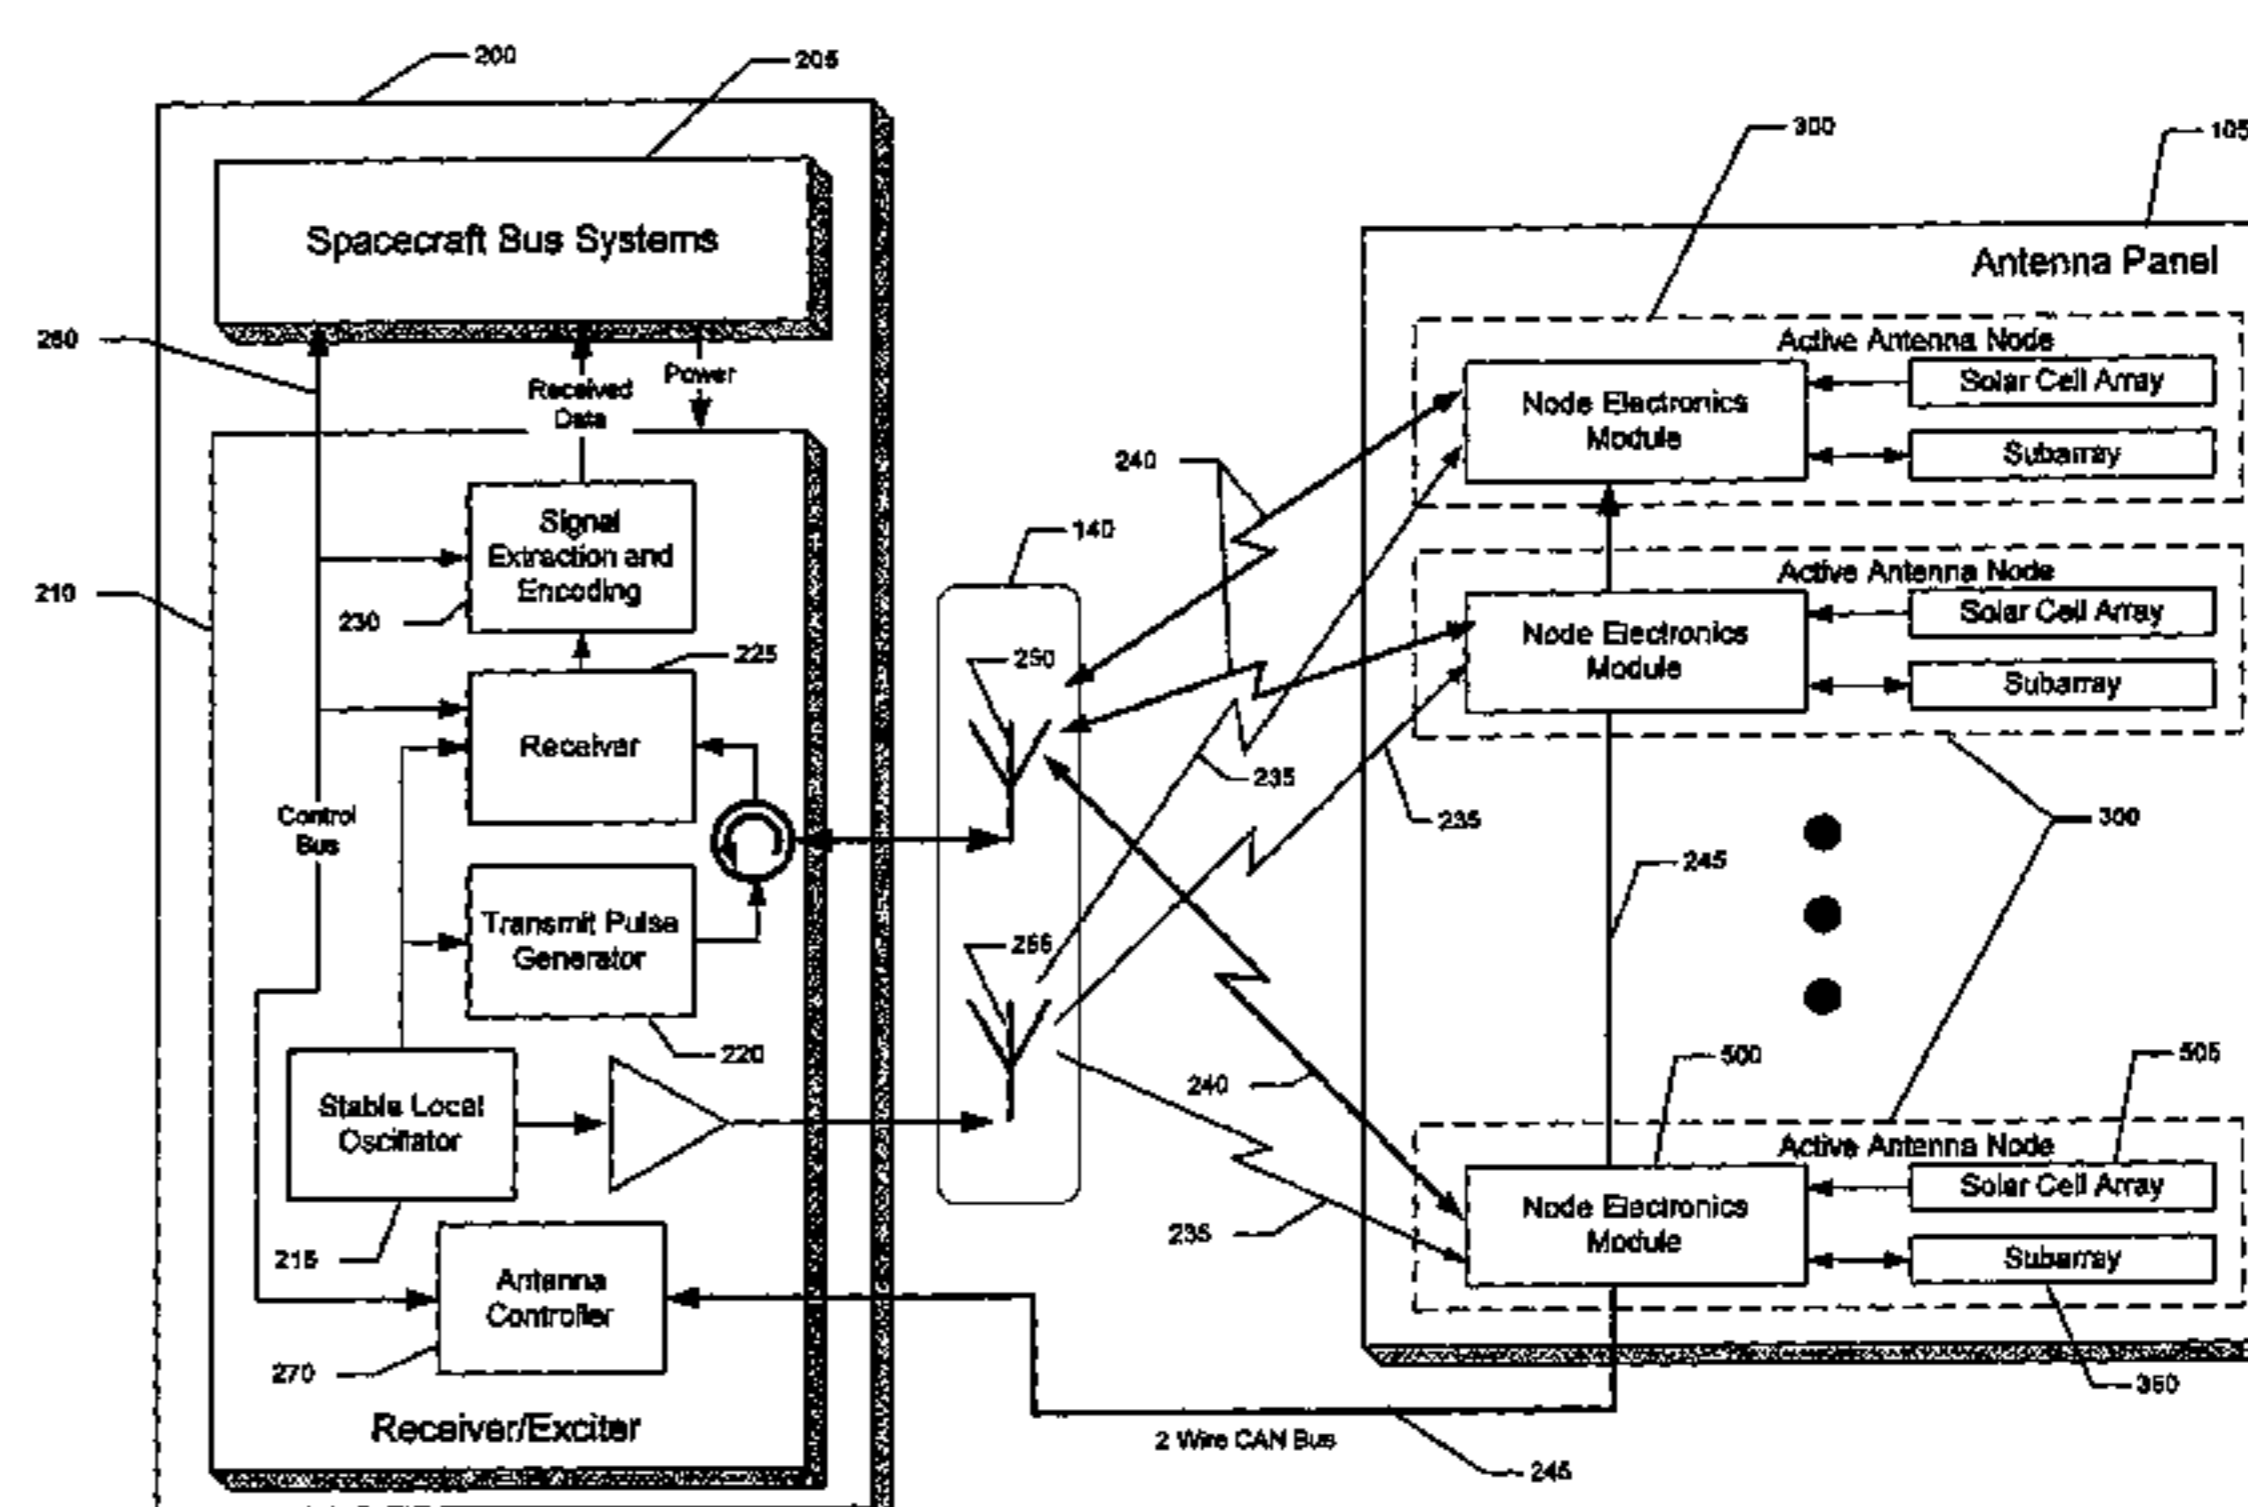 200
205
300
105
Spacecraft Bus Systems
Antenna Panel
260
Received
Data
Power
Active Antenna Node
Node Electronics
Module
Solar Cell Array
Subarray
240
140
210
Signal
Extraction and
Encoding
230
225
Active Antenna Node
Node Electronics
Module
Solar Cell Array
Subarray
250
Receiver
235
235
300
Control
Bus
245
Transmit Pulse
Generator
255
220
240
500
505
Stable Local
Oscillator
Active Antenna Node
Node Electronics
Module
Solar Cell Array
Subarray
235
215
Antenna
Controller
270
350
Receiver/Exciter
2 Wire CAN Bus
245